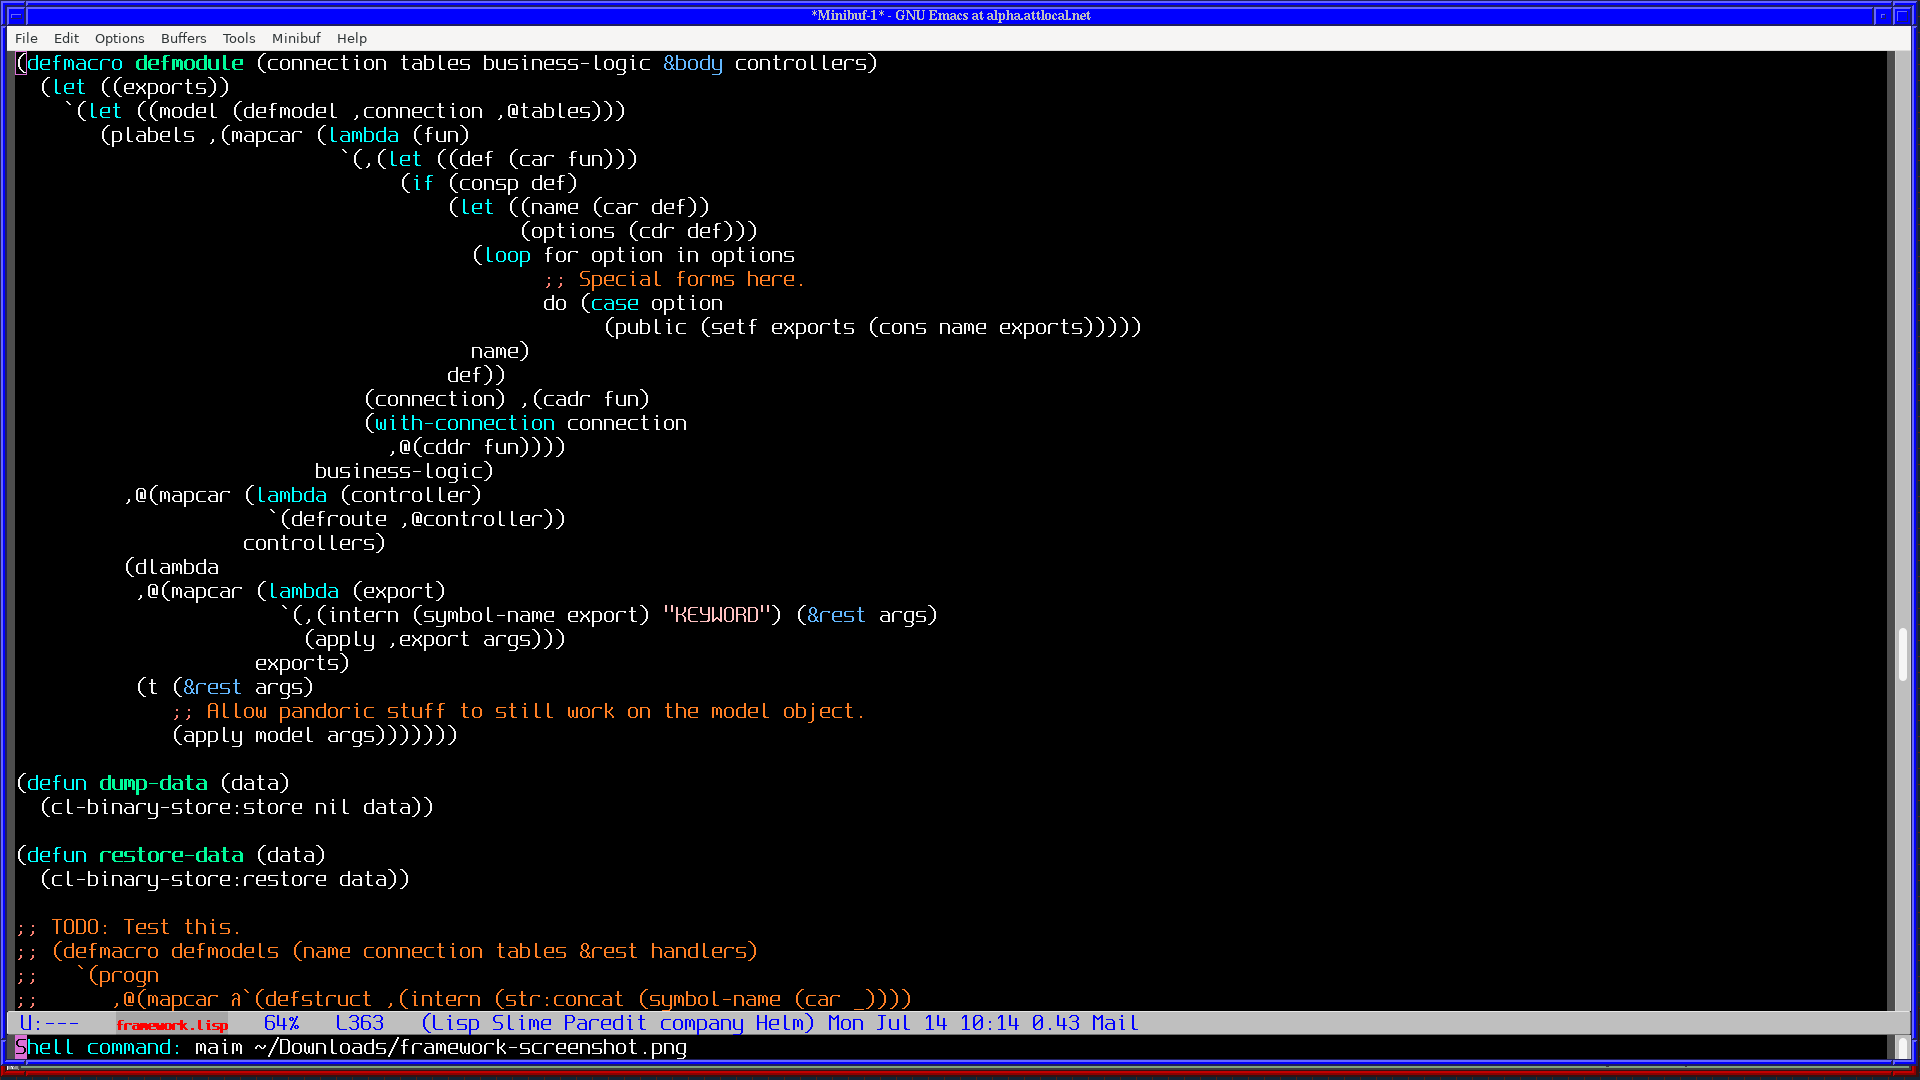 *Minibuf-1* - GNU Emacs at alpha.attlocal.net
File Edit Options Buffers Tools Minibuf Help
(defmacro defmodule (connection tables business-logic &body controllers)
  (let ((exports))
    `(let ((model (defmodel ,connection ,@tables)))
       (plabels ,(mapcar (lambda (fun)
                           `(,(let ((def (car fun)))
                                (if (consp def)
                                    (let ((name (car def))
                                          (options (cdr def)))
                                      (loop for option in options
                                            ;; Special forms here.
                                            do (case option
                                                 (public (setf exports (cons name exports)))))
                                      name)
                                    def))
                             (connection) ,(cadr fun)
                             (with-connection connection
                               ,@(cddr fun))))
                         business-logic)
         ,@(mapcar (lambda (controller)
                     `(defroute ,@controller))
                   controllers)
         (dlambda
          ,@(mapcar (lambda (export)
                      `(,(intern (symbol-name export) "KEYWORD") (&rest args)
                        (apply ,export args)))
                    exports)
          (t (&rest args)
             ;; Allow pandoric stuff to still work on the model object.
             (apply model args)))))))

(defun dump-data (data)
  (cl-binary-store:store nil data))

(defun restore-data (data)
  (cl-binary-store:restore data))

;; TODO: Test this.
;; (defmacro defmodels (name connection tables &rest handlers)
;;   `(progn
;;      ,@(mapcar `(defstruct ,(intern (str:concat (symbol-name (car _))))
U:---   framework.lisp   64%   L363   (Lisp Slime Paredit company Helm) Mon Jul 14 10:14 0.43 Mail
Shell command: maim ~/Downloads/framework-screenshot.png